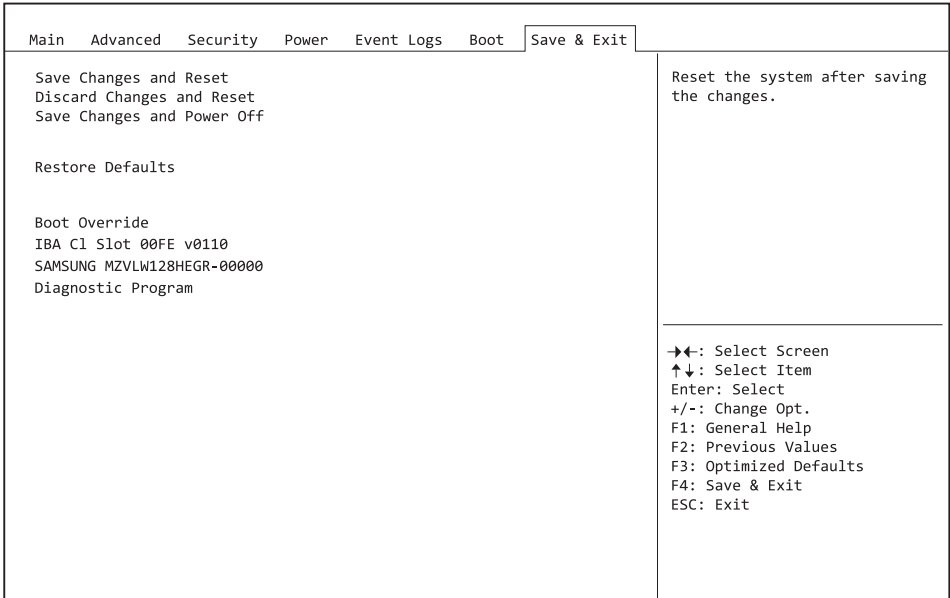 Main Advanced Security Power Event Logs Boot Save & Exit
Save Changes and Reset
Discard Changes and Reset
Save Changes and Power Off
Restore Defaults
Boot Override
IBA Cl Slot 00FE v0110
SAMSUNG MZVLW128HEGR-00000
Diagnostic Program
Reset the system after saving
the changes.
→←: Select Screen
↑↓: Select Item
Enter: Select
+/-: Change Opt.
F1: General Help
F2: Previous Values
F3: Optimized Defaults
F4: Save & Exit
ESC: Exit